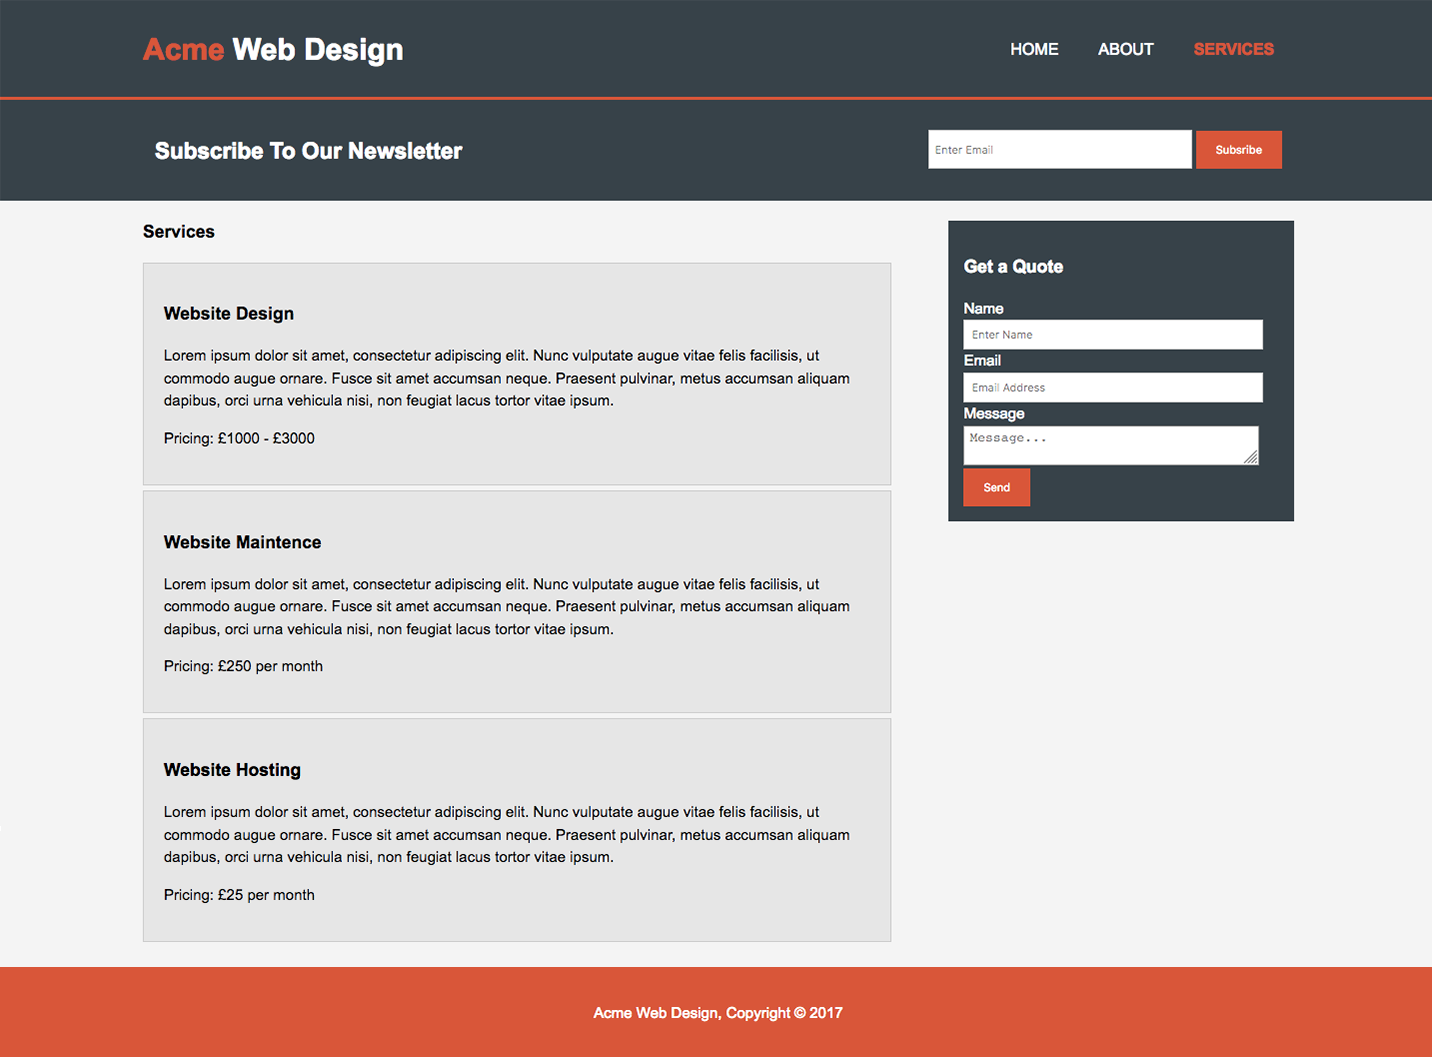 Acme Web Design
HOME ABOUT SERVICES
Subscribe To Our Newsletter
Enter Email
Subsribe
Services
Website Design
Lorem ipsum dolor sit amet, consectetur adipiscing elit. Nunc vulputate augue vitae felis facilisis, ut
commodo augue ornare. Fusce sit amet accumsan neque. Praesent pulvinar, metus accumsan aliquam
dapibus, orci urna vehicula nisi, non feugiat lacus tortor vitae ipsum.
Pricing: £1000 - £3000
Website Maintence
Lorem ipsum dolor sit amet, consectetur adipiscing elit. Nunc vulputate augue vitae felis facilisis, ut
commodo augue ornare. Fusce sit amet accumsan neque. Praesent pulvinar, metus accumsan aliquam
dapibus, orci urna vehicula nisi, non feugiat lacus tortor vitae ipsum.
Pricing: £250 per month
Website Hosting
Lorem ipsum dolor sit amet, consectetur adipiscing elit. Nunc vulputate augue vitae felis facilisis, ut
commodo augue ornare. Fusce sit amet accumsan neque. Praesent pulvinar, metus accumsan aliquam
dapibus, orci urna vehicula nisi, non feugiat lacus tortor vitae ipsum.
Pricing: £25 per month
Get a Quote
Name
Enter Name
Email
Email Address
Message
Message...
Send
Acme Web Design, Copyright © 2017